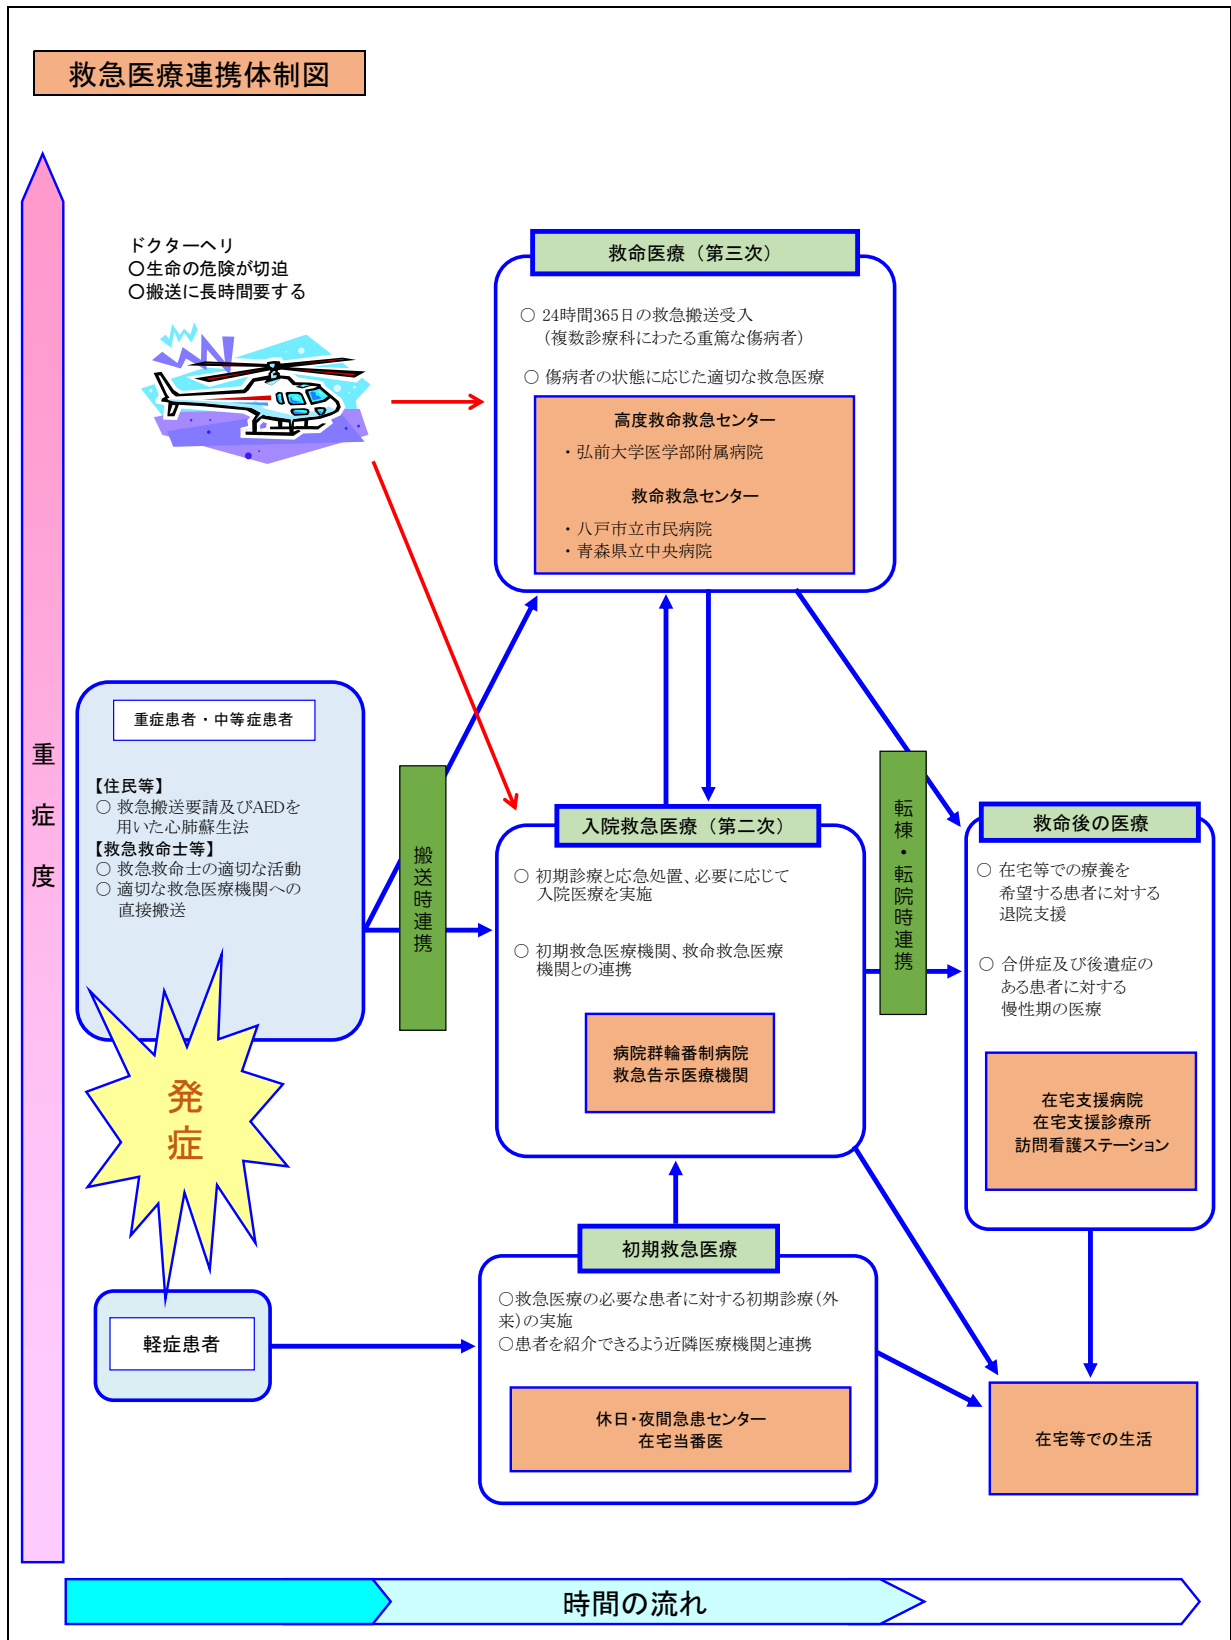 救急医療連携体制図
ドクターヘリ
○生命の危険が切迫
○搬送に長時間要する
救命医療（第三次）
○ 24時間365日の救急搬送受入
（複数診療科にわたる重篤な傷病者）
○ 傷病者の状態に応じた適切な救急医療
高度救命救急センター
・弘前大学医学部附属病院
救命救急センター
・八戸市立市民病院
・青森県立中央病院
重症度
重症患者・中等症患者
【住民等】
○ 救急搬送要請及びAEDを
用いた心肺蘇生法
【救急救命士等】
○ 救急救命士の適切な活動
○ 適切な救急医療機関への
直接搬送
搬送時連携
入院救急医療（第二次）
○ 初期診療と応急処置、必要に応じて
入院医療を実施
○ 初期救急医療機関、救命救急医療
機関との連携
病院群輪番制病院
救急告示医療機関
転棟・転院時連携
救命後の医療
○ 在宅等での療養を
希望する患者に対する
退院支援
○ 合併症及び後遺症の
ある患者に対する
慢性期の医療
在宅支援病院
在宅支援診療所
訪問看護ステーション
発症
軽症患者
初期救急医療
○救急医療の必要な患者に対する初期診療（外
来）の実施
○患者を紹介できるよう近隣医療機関と連携
休日・夜間急患センター
在宅当番医
在宅等での生活
時間の流れ